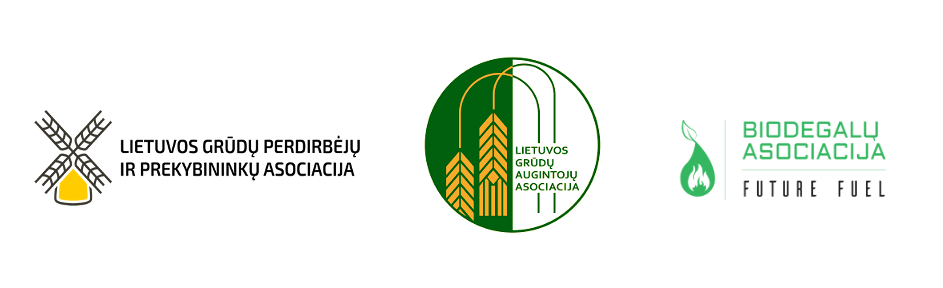 LIETUVOS GRŪDŲ PERDIRBĖJŲ
IR PREKYBININKŲ ASOCIACIJA
LIETUVOS
GRŪDŲ
AUGINTOJŲ
ASOCIACIJA
BIODEGALŲ
ASOCIACIJA
FUTURE FUEL